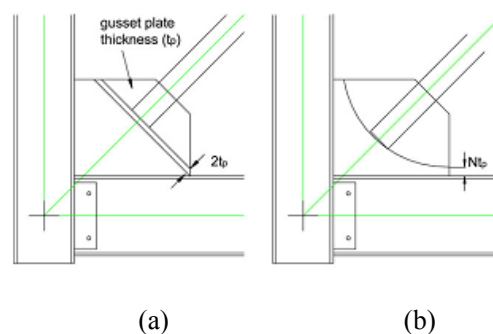 gusset plate
thickness (tₚ)
2tₚ
Ntₚ
(a)
(b)